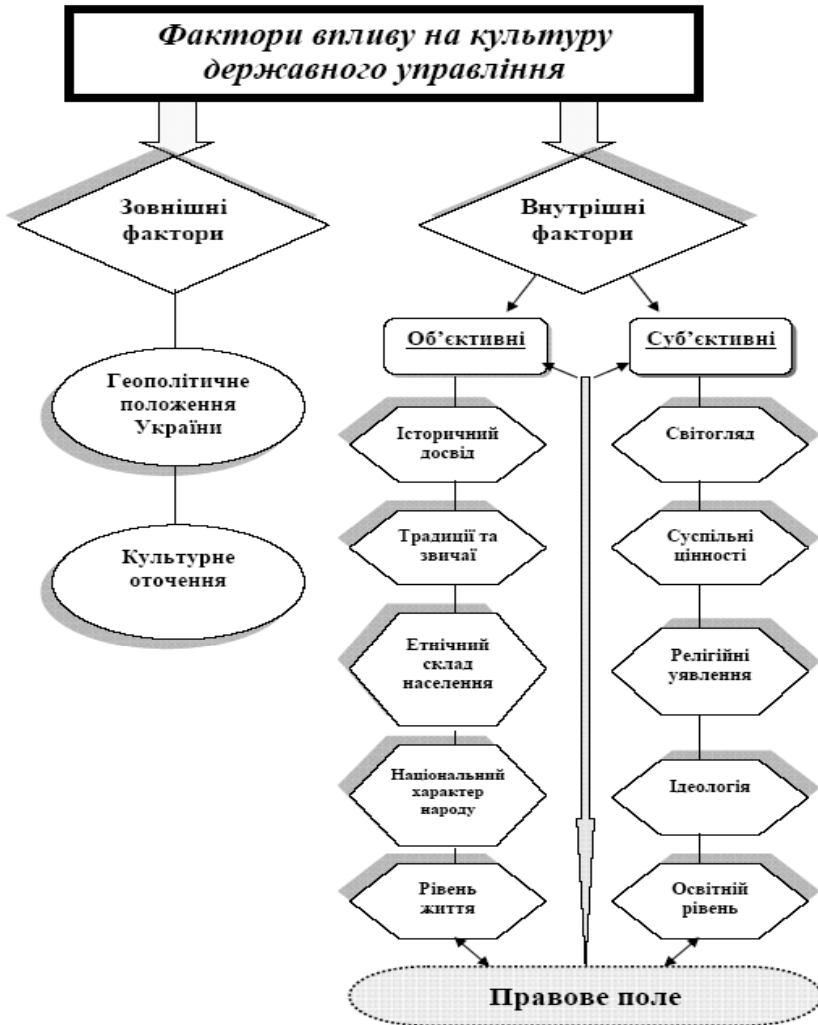 Фактори впливу на культуру
державного управління
Зовнішні
фактори
Внутрішні
фактори
Геополітичне
положення
України
Культурне
оточення
Об’єктивні
Історичний
досвід
Традиції та
звичаї
Етнічний
склад
населення
Національний
характер
народу
Рівень
життя
Суб’єктивні
Світогляд
Суспільні
цінності
Релігійні
уявлення
Ідеологія
Освітній
рівень
Правове поле